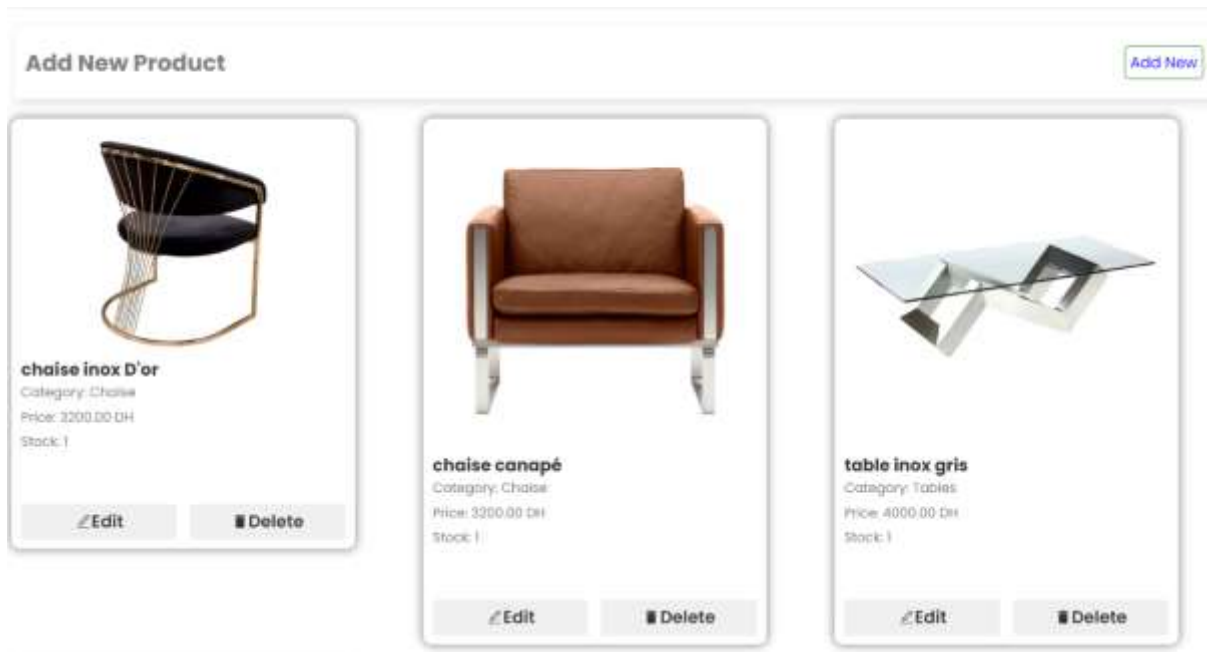 Add New Product
Add New
chaise inox D'or
Category: Chaise
Price: 3200.00 DH
Stock: 1
Edit
Delete
chaise canapé
Category: Chaise
Price: 3200.00 DH
Stock: 1
Edit
Delete
table inox gris
Category: Tables
Price: 4000.00 DH
Stock: 1
Edit
Delete